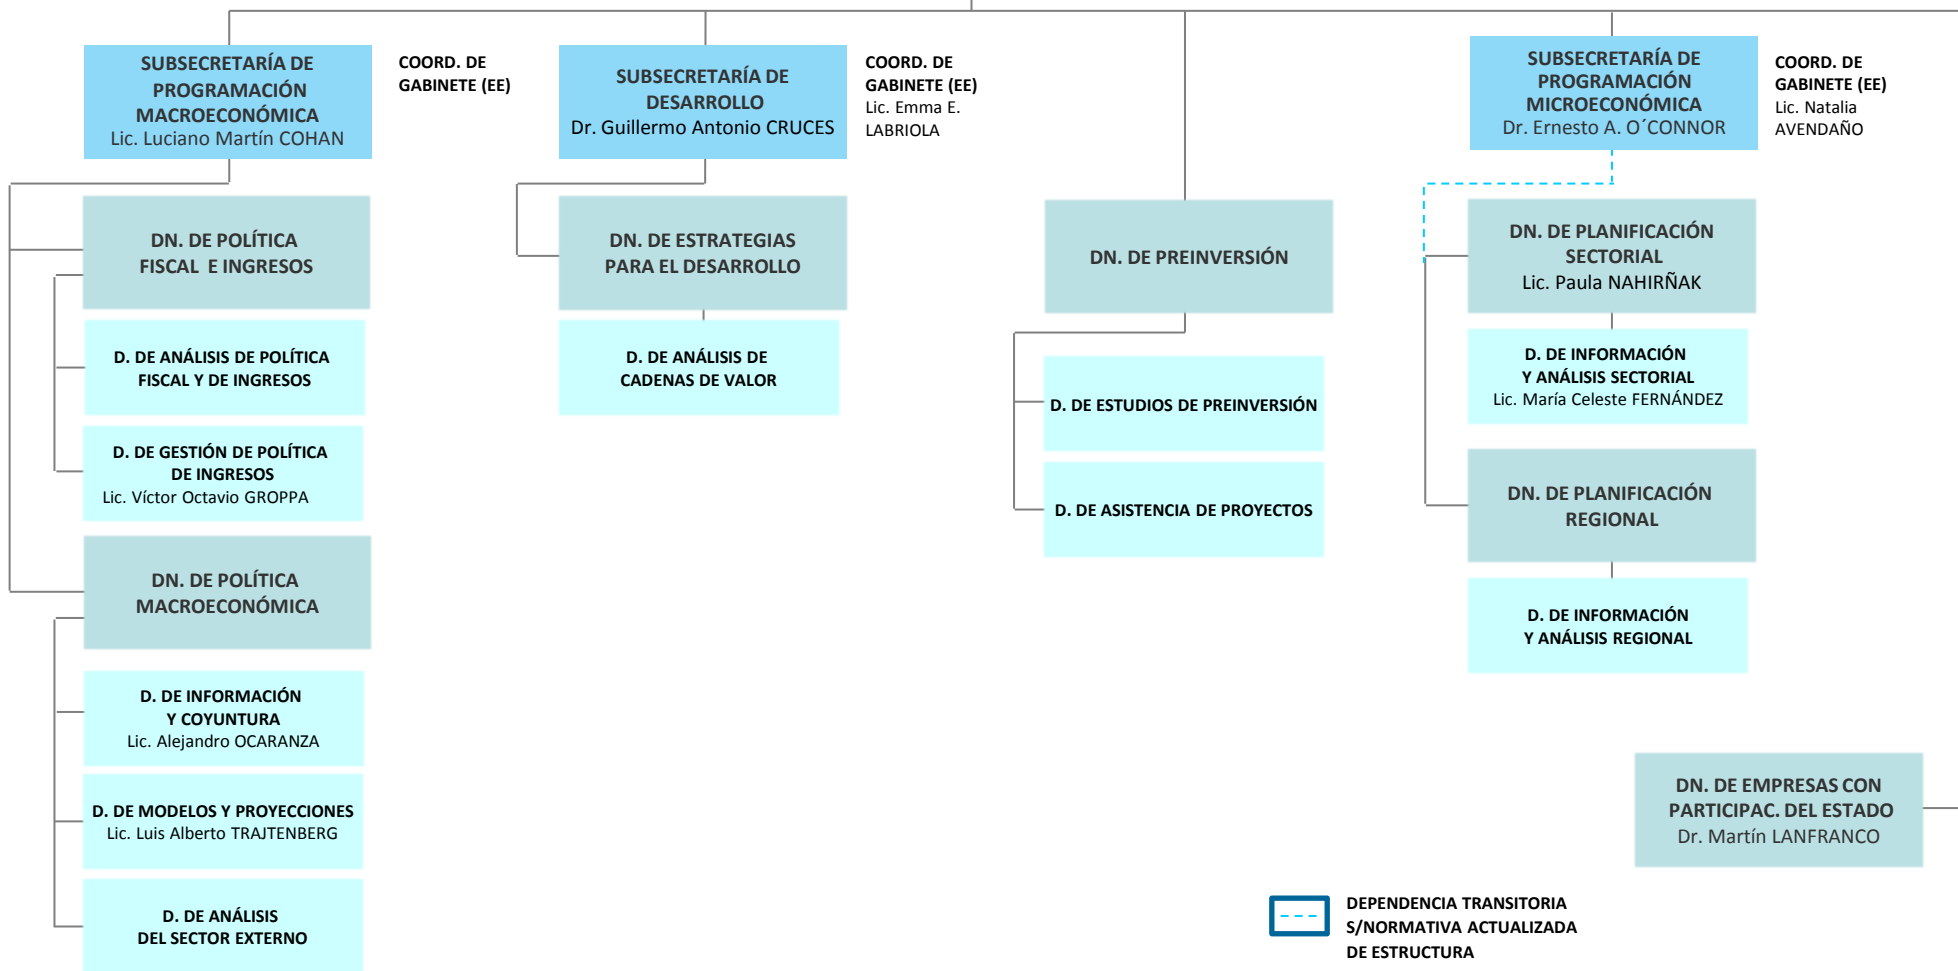 SUBSECRETARÍA DE
PROGRAMACIÓN
MACROECONÓMICA
Lic. Luciano Martín COHAN
COORD. DE
GABINETE (EE)
SUBSECRETARÍA DE
DESARROLLO
Dr. Guillermo Antonio CRUCES
COORD. DE
GABINETE (EE)
Lic. Emma E.
LABRIOLA
SUBSECRETARÍA DE
PROGRAMACIÓN
MICROECONÓMICA
Dr. Ernesto A. O´CONNOR
COORD. DE
GABINETE (EE)
Lic. Natalia
AVENDAÑO
DN. DE POLÍTICA
FISCAL E INGRESOS
D. DE ANÁLISIS DE POLÍTICA
FISCAL Y DE INGRESOS
D. DE GESTIÓN DE POLÍTICA
DE INGRESOS
Lic. Víctor Octavio GROPPA
DN. DE POLÍTICA
MACROECONÓMICA
D. DE INFORMACIÓN
Y COYUNTURA
Lic. Alejandro OCARANZA
D. DE MODELOS Y PROYECCIONES
Lic. Luis Alberto TRAJTENBERG
D. DE ANÁLISIS
DEL SECTOR EXTERNO
DN. DE ESTRATEGIAS
PARA EL DESARROLLO
D. DE ANÁLISIS DE
CADENAS DE VALOR
DN. DE PREINVERSIÓN
D. DE ESTUDIOS DE PREINVERSIÓN
D. DE ASISTENCIA DE PROYECTOS
DN. DE PLANIFICACIÓN
SECTORIAL
Lic. Paula NAHIRÑAK
D. DE INFORMACIÓN
Y ANÁLISIS SECTORIAL
Lic. María Celeste FERNÁNDEZ
DN. DE PLANIFICACIÓN
REGIONAL
D. DE INFORMACIÓN
Y ANÁLISIS REGIONAL
DN. DE EMPRESAS CON
PARTICIPAC. DEL ESTADO
Dr. Martín LANFRANCO
DEPENDENCIA TRANSITORIA
S/NORMATIVA ACTUALIZADA
DE ESTRUCTURA